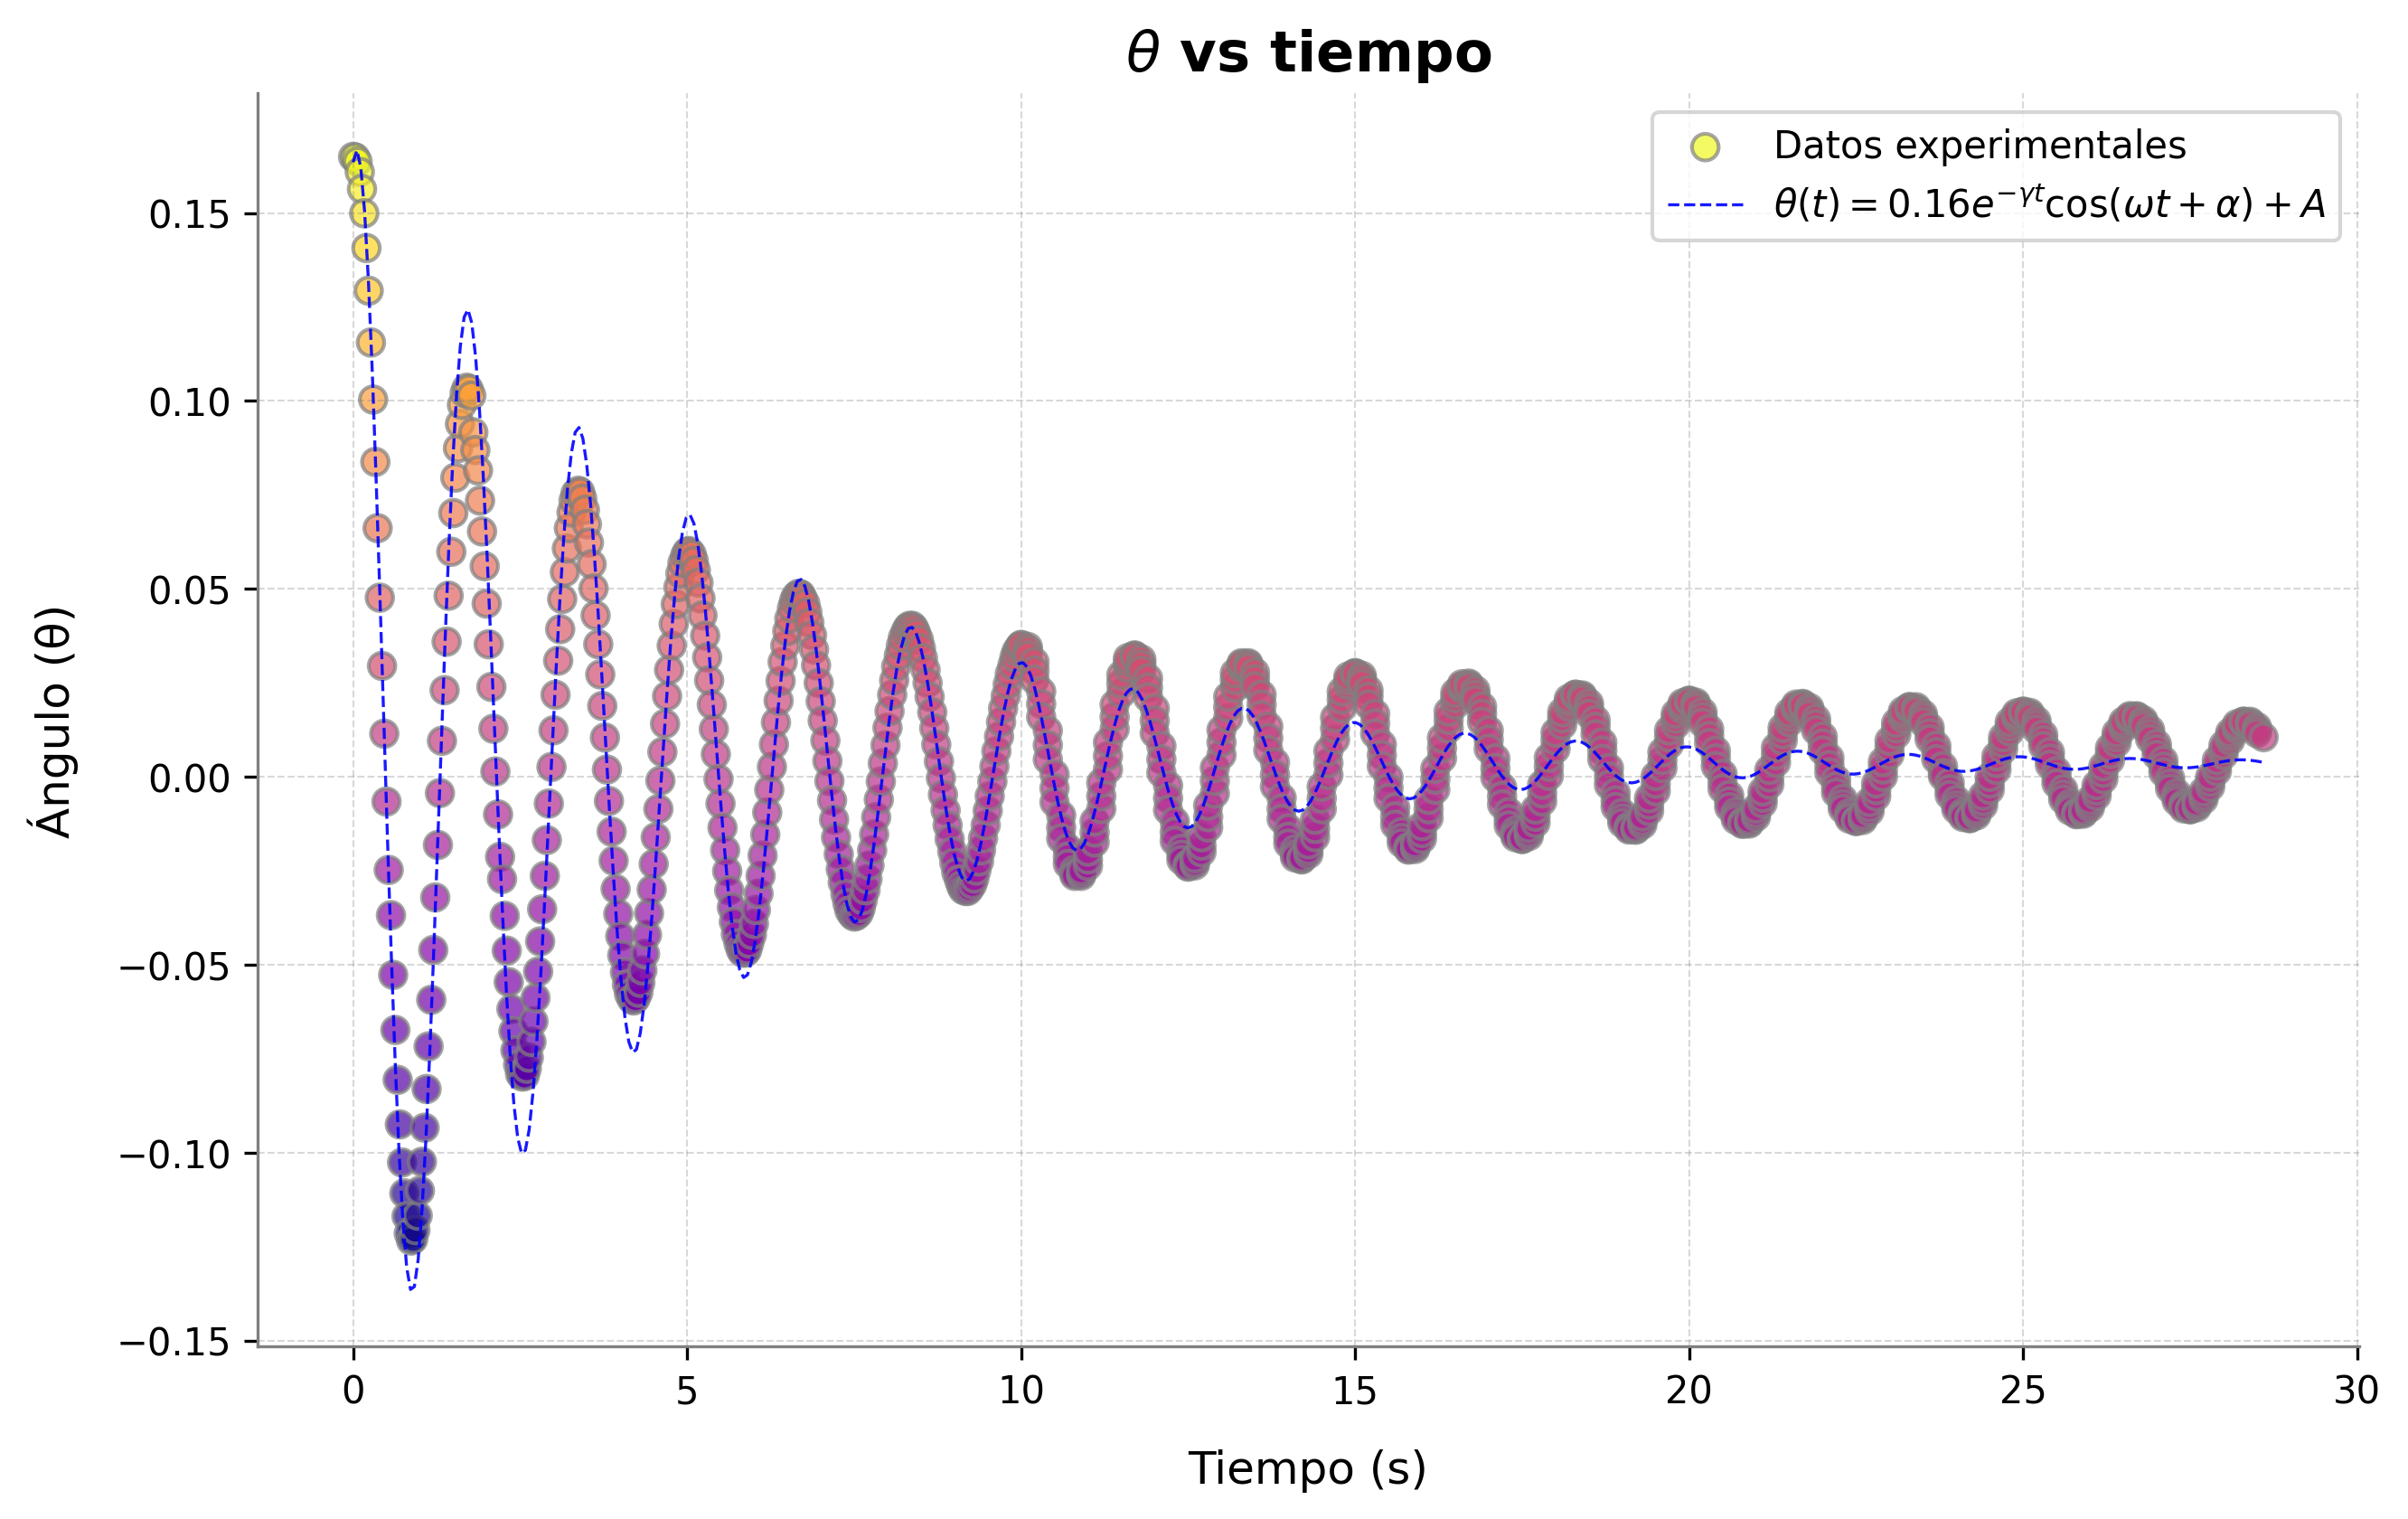 θ vs tiempo
Datos experimentales
θ(t) = 0.16e^{-γt}cos(ωt + α) + A
Ángulo (θ)
0.15
0.10
0.05
0.00
−0.05
−0.10
−0.15
0 5 10 15 20 25 30
Tiempo (s)